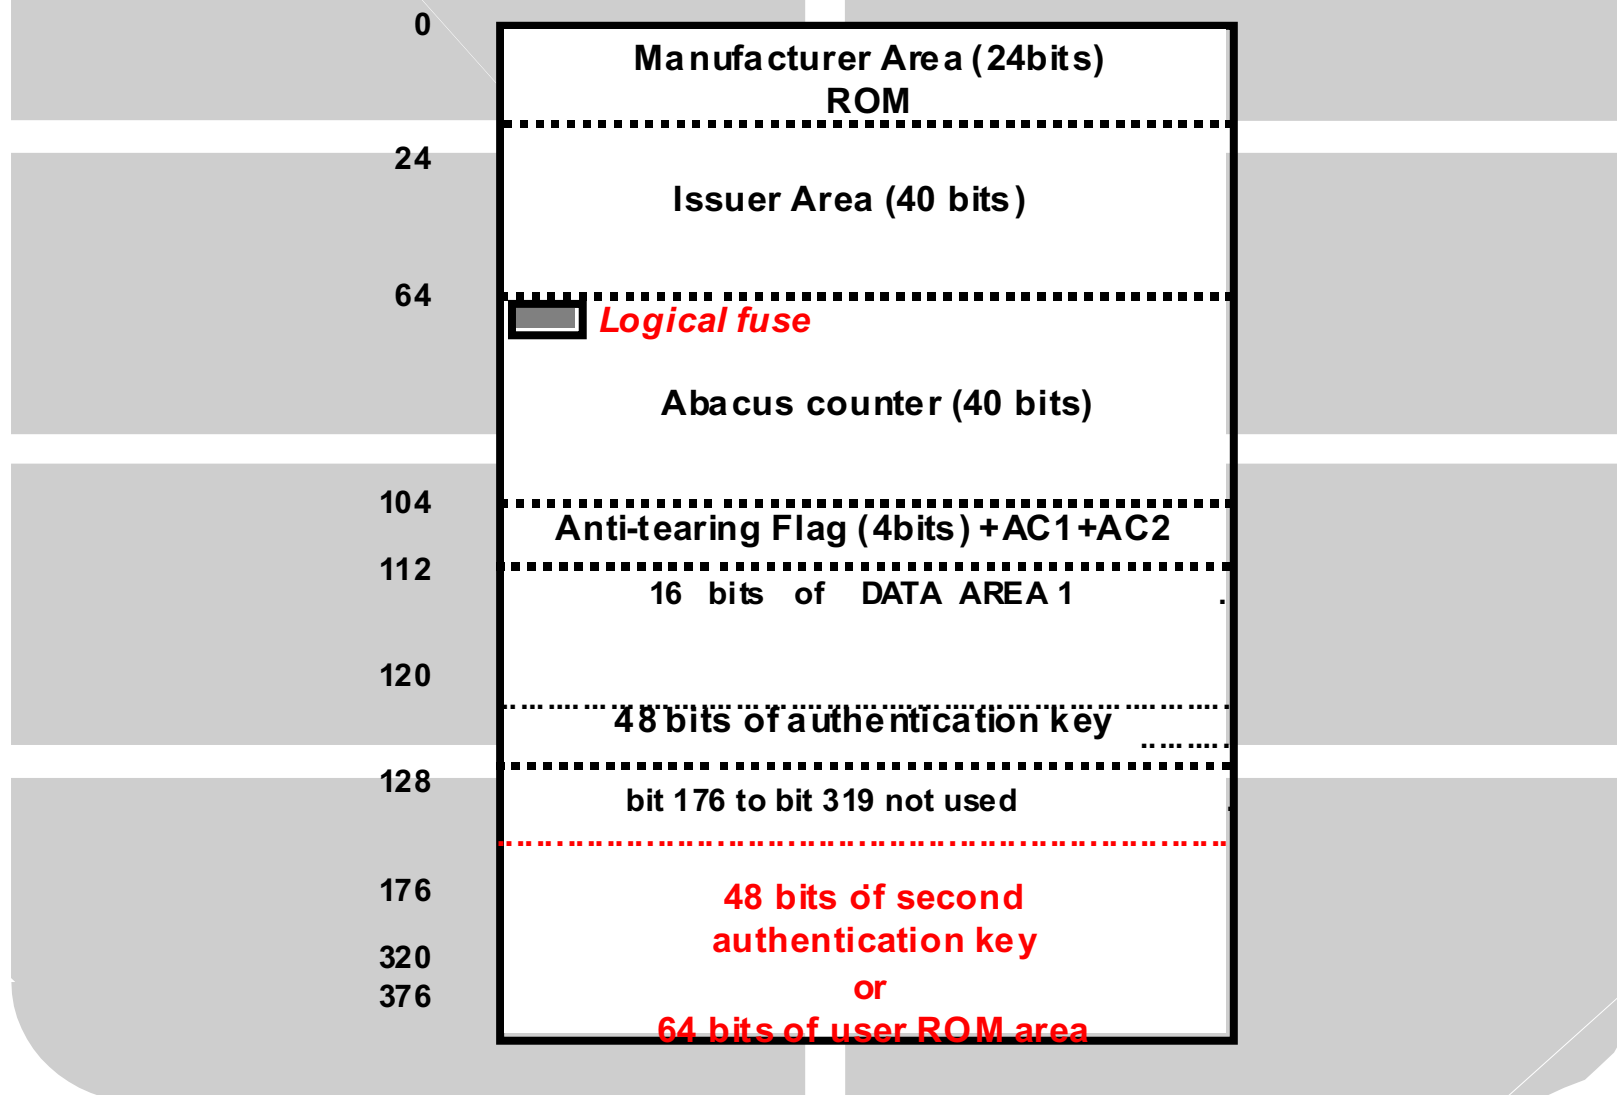 0
Manufacturer Area (24bits)
ROM
24
Issuer Area (40 bits)
64
Logical fuse
Abacus counter (40 bits)
104
Anti-tearing Flag (4bits) +AC1+AC2
112
16 bits of DATA AREA 1 .
120
48 bits of authentication key
128
bit 176 to bit 319 not used
176
48 bits of second
authentication key
320
376
or
64 bits of user ROM area